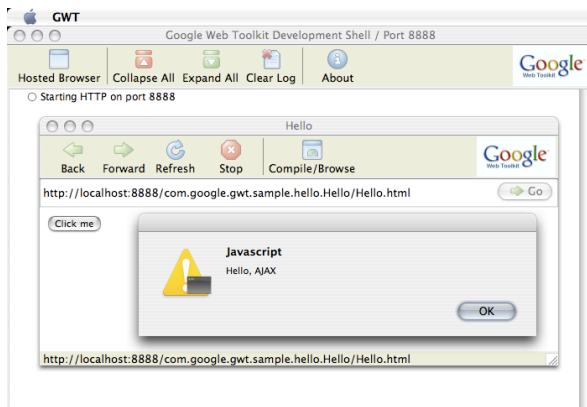 GWT
Google Web Toolkit Development Shell / Port 8888
Hosted Browser Collapse All Expand All Clear Log About
Google
Web Toolkit
Starting HTTP on port 8888
Hello
Back Forward Refresh Stop Compile/Browse
Google
Web Toolkit
http://localhost:8888/com.google.gwt.sample.hello.Hello/Hello.html Go
Click me
Javascript
Hello, AJAX
OK
http://localhost:8888/com.google.gwt.sample.hello.Hello/Hello.html